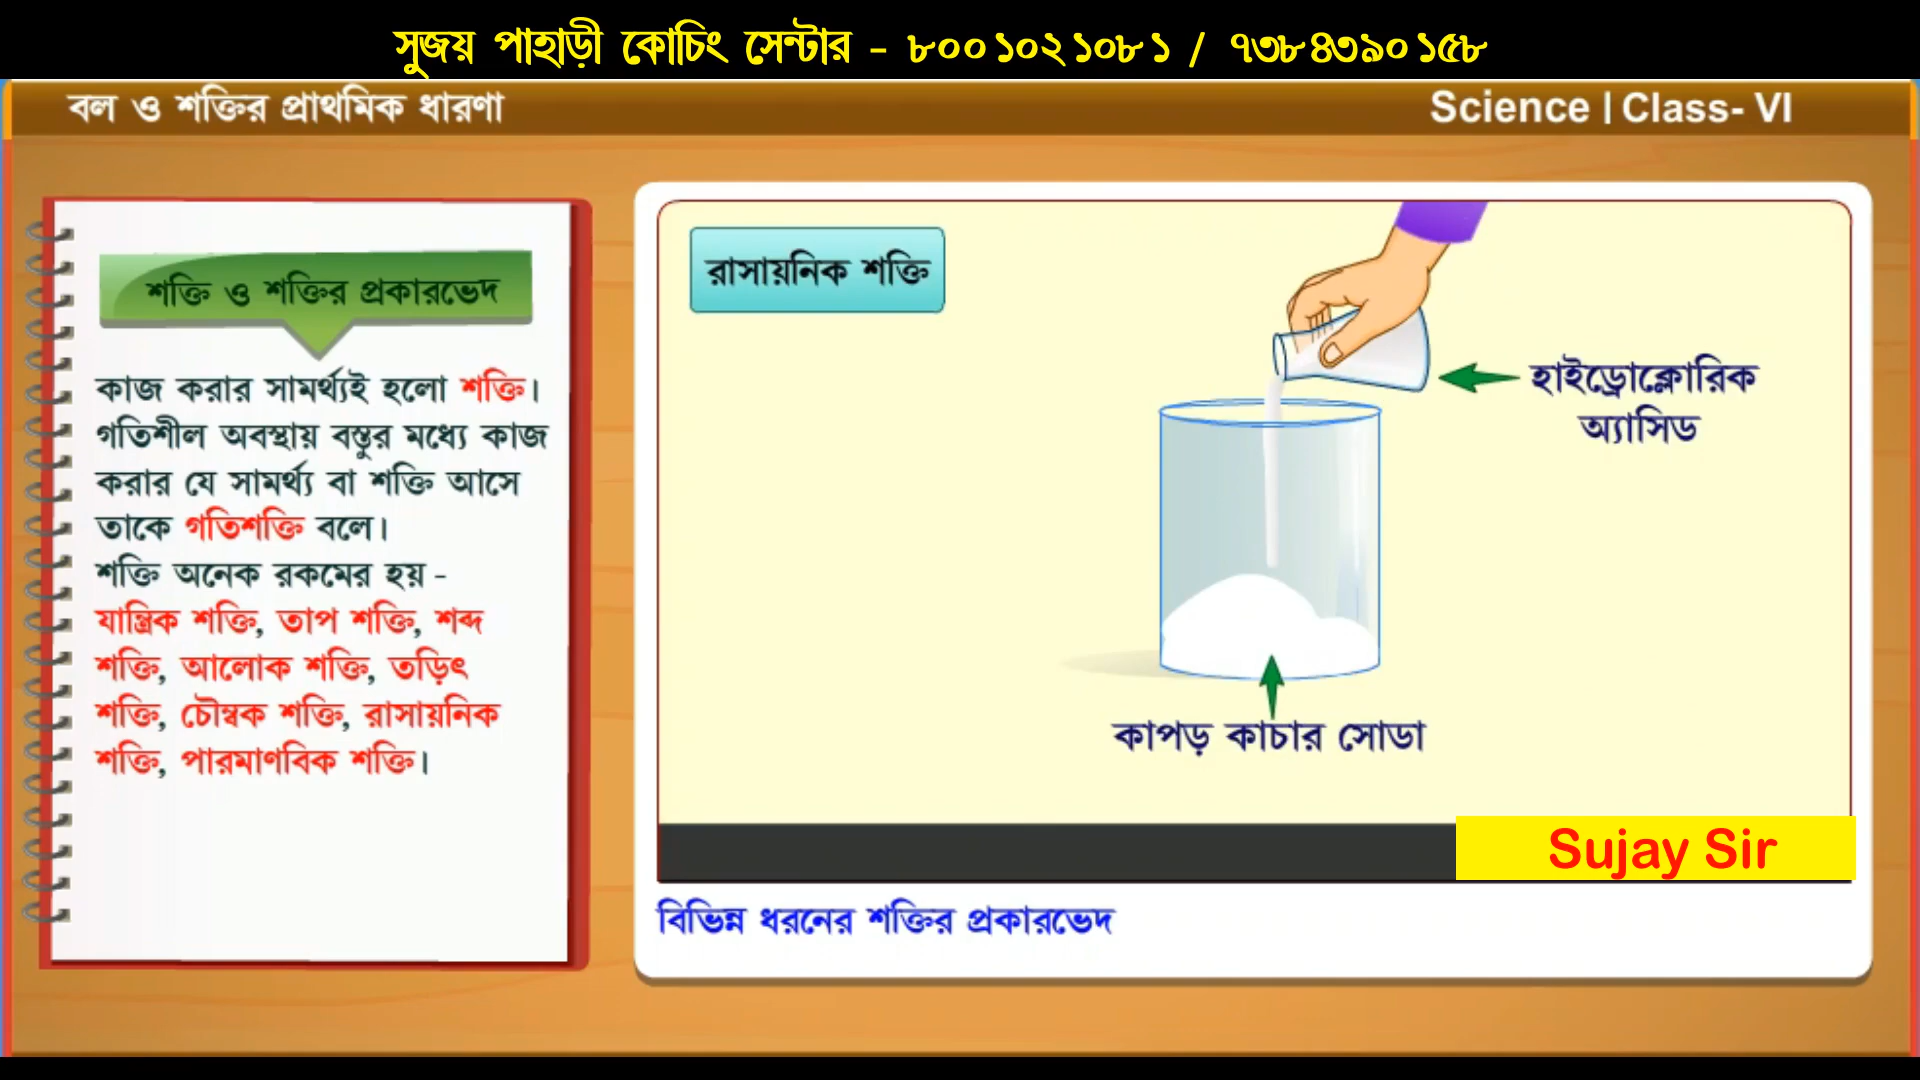 সুজয় পাহাড়ী কোচিং সেন্টার - ৮০০১০২১০৮১ / ৭৩৮৪৩৯০১৫৮
বল ও শক্তির প্রাথমিক ধারণা
Science | Class- VI
শক্তি ও শক্তির প্রকারভেদ
কাজ করার সামর্থ্যই হলো শক্তি।
গতিশীল অবস্থায় বস্তুর মধ্যে কাজ
করার যে সামর্থ্য বা শক্তি আসে
তাকে গতিশক্তি বলে।
শক্তি অনেক রকমের হয় -
যান্ত্রিক শক্তি, তাপ শক্তি, শব্দ
শক্তি, আলোক শক্তি, তড়িৎ
শক্তি, চৌম্বক শক্তি, রাসায়নিক
শক্তি, পারমাণবিক শক্তি।
রাসায়নিক শক্তি
হাইড্রোক্লোরিক
অ্যাসিড
কাপড় কাচার সোডা
Sujay Sir
বিভিন্ন ধরনের শক্তির প্রকারভেদ